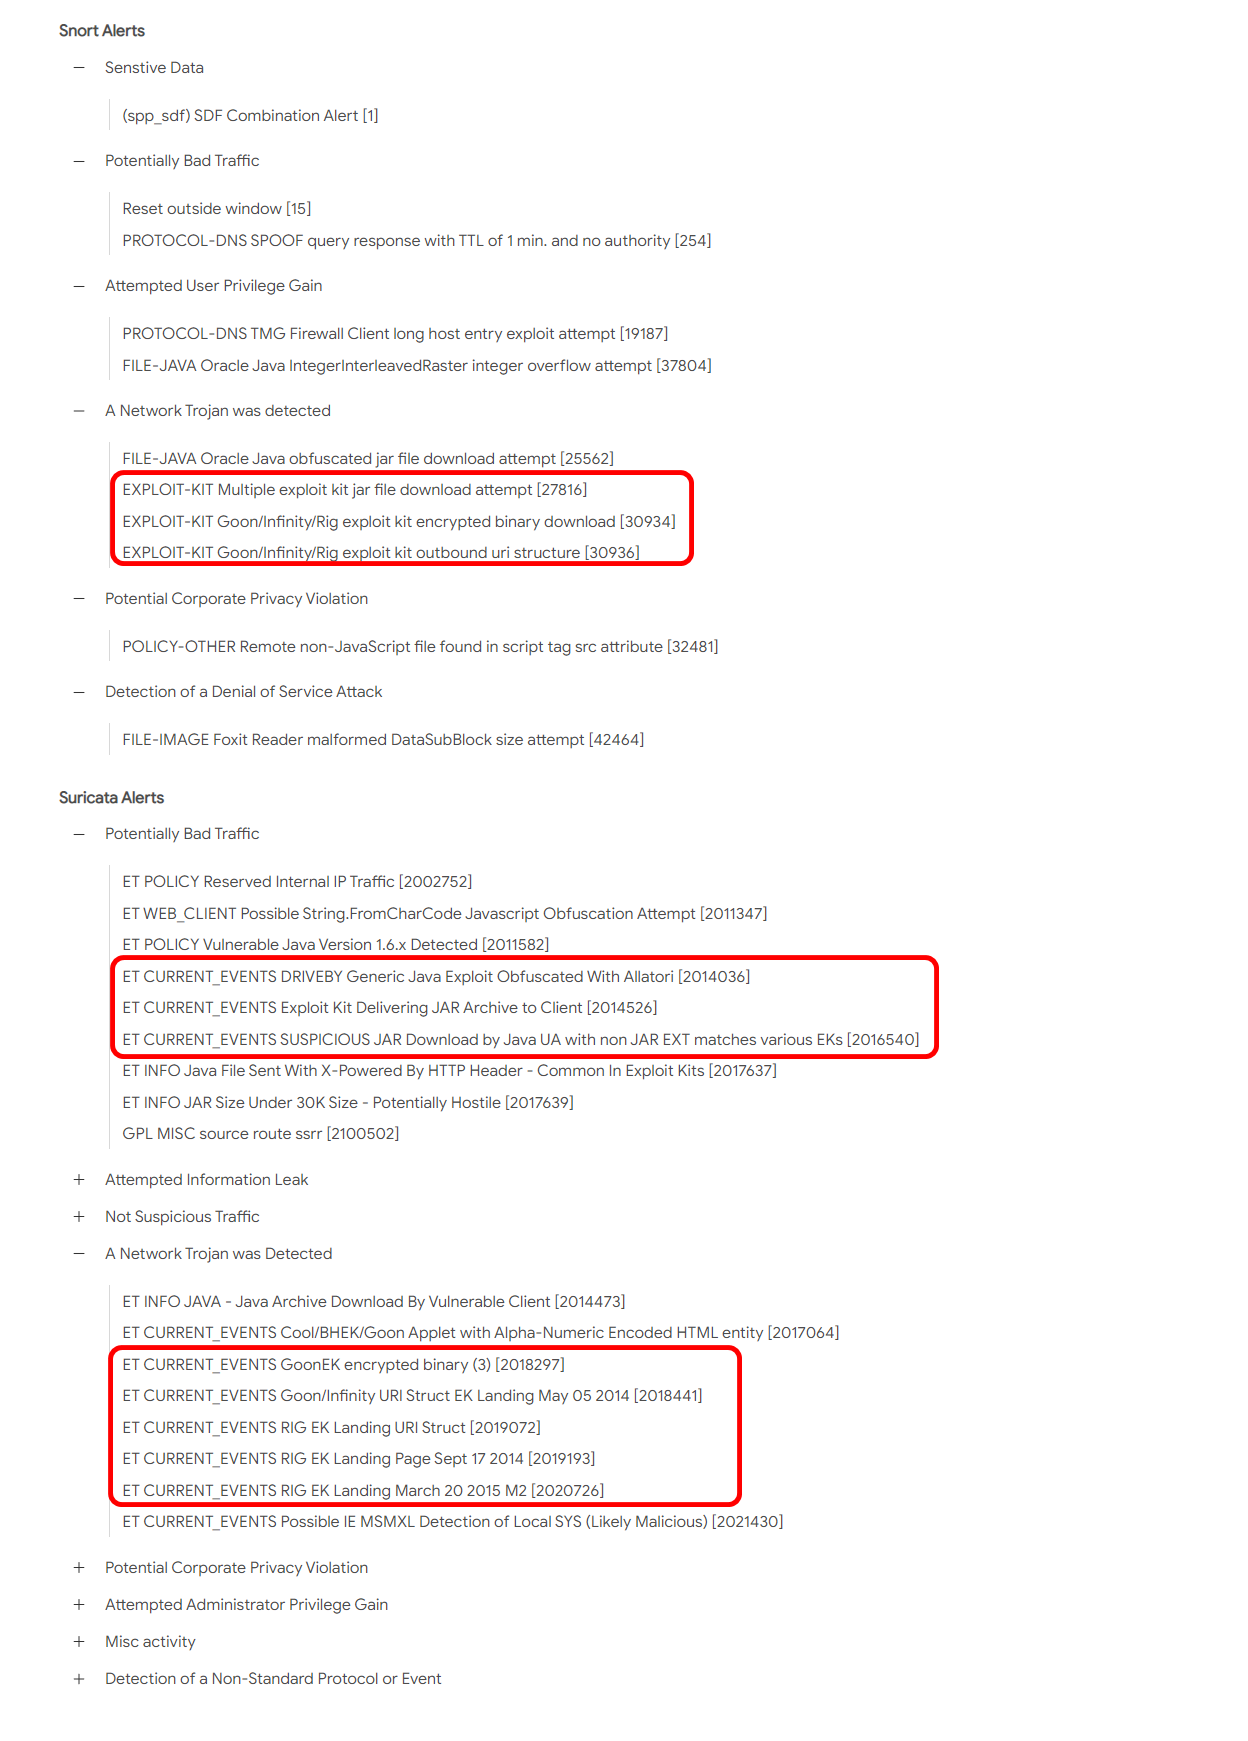 Snort Alerts
− Senstive Data
(spp_sdf) SDF Combination Alert [1]
− Potentially Bad Traffic
Reset outside window [15]
PROTOCOL-DNS SPOOF query response with TTL of 1 min. and no authority [254]
− Attempted User Privilege Gain
PROTOCOL-DNS TMG Firewall Client long host entry exploit attempt [19187]
FILE-JAVA Oracle Java IntegerInterleavedRaster integer overflow attempt [37804]
− A Network Trojan was detected
FILE-JAVA Oracle Java obfuscated jar file download attempt [25562]
EXPLOIT-KIT Multiple exploit kit jar file download attempt [27816]
EXPLOIT-KIT Goon/Infinity/Rig exploit kit encrypted binary download [30934]
EXPLOIT-KIT Goon/Infinity/Rig exploit kit outbound uri structure [30936]
− Potential Corporate Privacy Violation
POLICY-OTHER Remote non-JavaScript file found in script tag src attribute [32481]
− Detection of a Denial of Service Attack
FILE-IMAGE Foxit Reader malformed DataSubBlock size attempt [42464]
Suricata Alerts
− Potentially Bad Traffic
ET POLICY Reserved Internal IP Traffic [2002752]
ET WEB_CLIENT Possible String.FromCharCode Javascript Obfuscation Attempt [2011347]
ET POLICY Vulnerable Java Version 1.6.x Detected [2011582]
ET CURRENT_EVENTS DRIVEBY Generic Java Exploit Obfuscated With Allatori [2014036]
ET CURRENT_EVENTS Exploit Kit Delivering JAR Archive to Client [2014526]
ET CURRENT_EVENTS SUSPICIOUS JAR Download by Java UA with non JAR EXT matches various EKs [2016540]
ET INFO Java File Sent With X-Powered By HTTP Header - Common In Exploit Kits [2017637]
ET INFO JAR Size Under 30K Size - Potentially Hostile [2017639]
GPL MISC source route ssrr [2100502]
+ Attempted Information Leak
+ Not Suspicious Traffic
− A Network Trojan was Detected
ET INFO JAVA - Java Archive Download By Vulnerable Client [2014473]
ET CURRENT_EVENTS Cool/BHEK/Goon Applet with Alpha-Numeric Encoded HTML entity [2017064]
ET CURRENT_EVENTS GoonEK encrypted binary (3) [2018297]
ET CURRENT_EVENTS Goon/Infinity URI Struct EK Landing May 05 2014 [2018441]
ET CURRENT_EVENTS RIG EK Landing URI Struct [2019072]
ET CURRENT_EVENTS RIG EK Landing Page Sept 17 2014 [2019193]
ET CURRENT_EVENTS RIG EK Landing March 20 2015 M2 [2020726]
ET CURRENT_EVENTS Possible IE MSMXL Detection of Local SYS (Likely Malicious) [2021430]
+ Potential Corporate Privacy Violation
+ Attempted Administrator Privilege Gain
+ Misc activity
+ Detection of a Non-Standard Protocol or Event